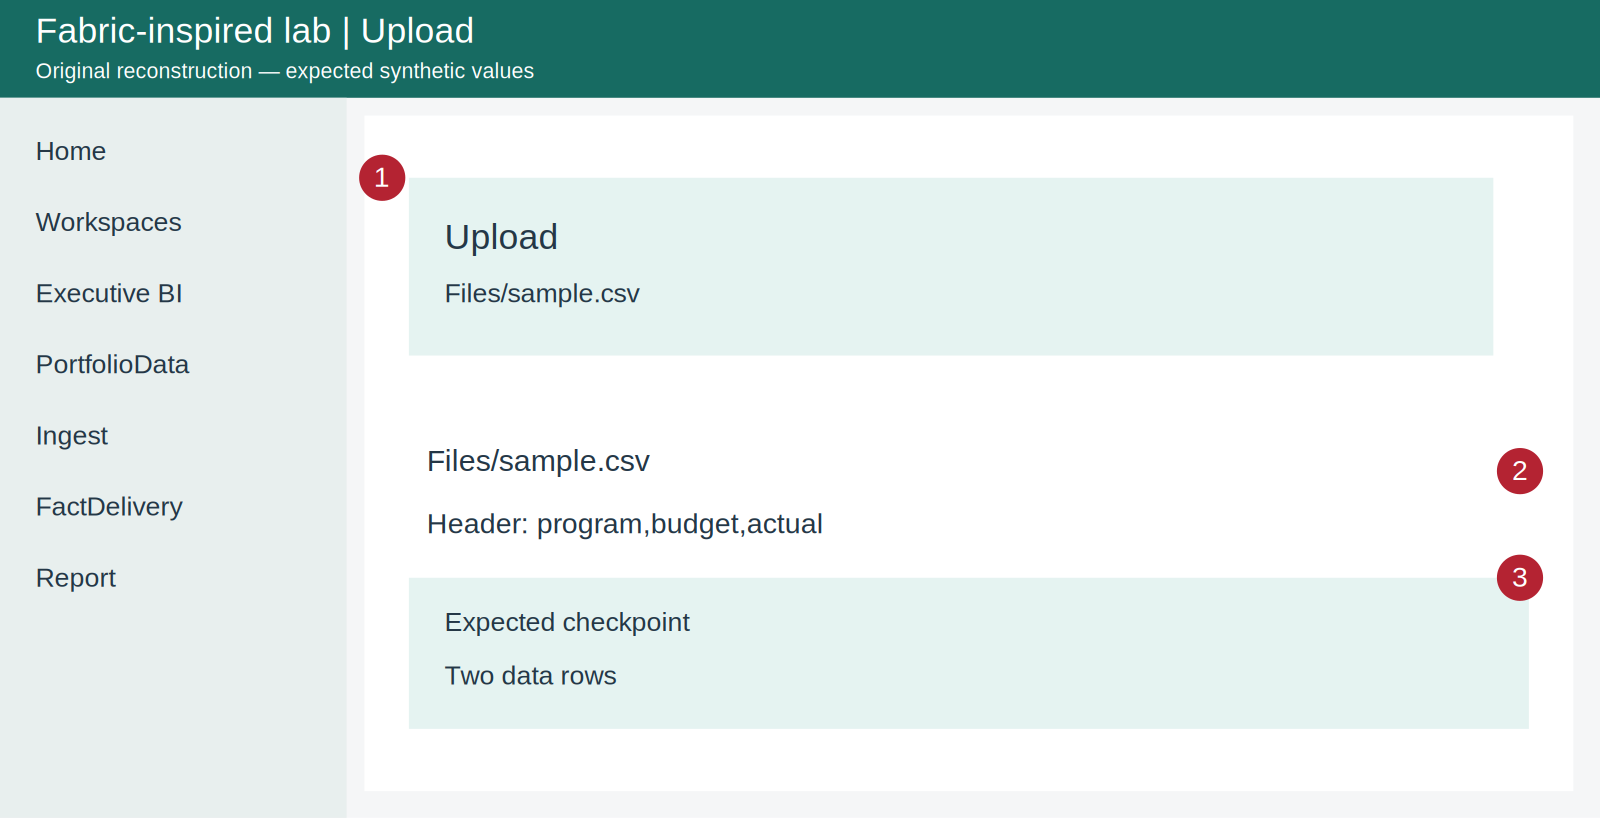 Fabric-inspired lab | Upload
Original reconstruction — expected synthetic values
Home
Workspaces
Executive BI
PortfolioData
Ingest
FactDelivery
Report
1
Upload
Files/sample.csv
Files/sample.csv
2
Header: program,budget,actual
3
Expected checkpoint
Two data rows